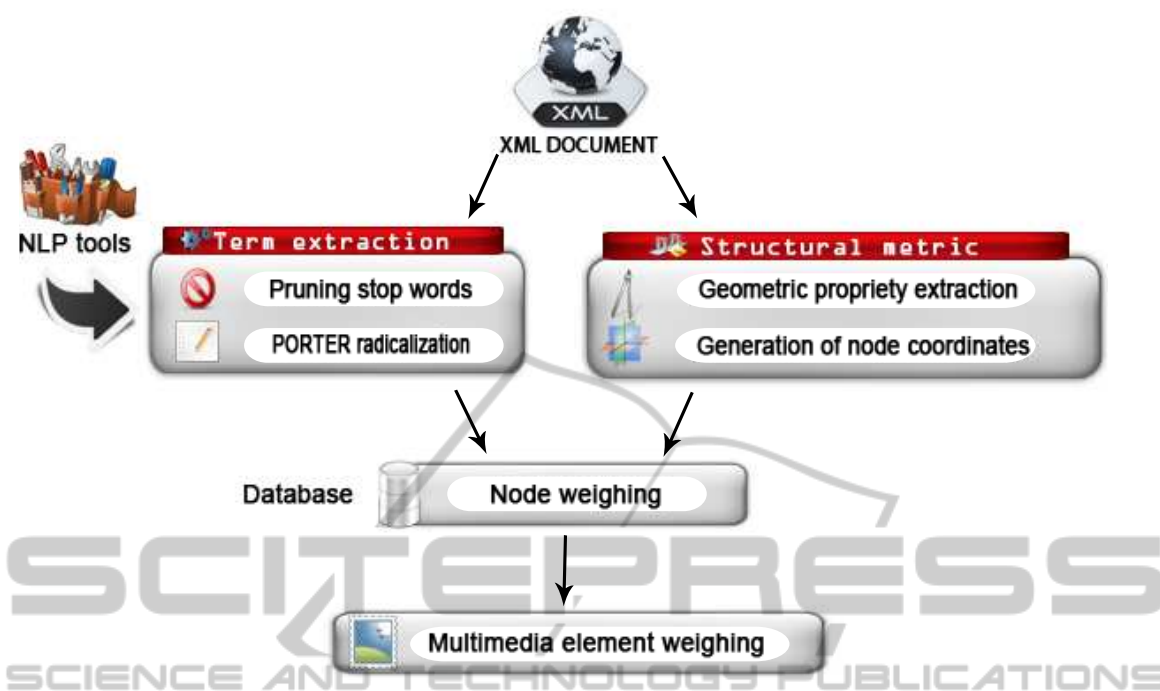 XML
XML DOCUMENT
NLP tools
Term extraction
Pruning stop words
PORTER radicalization
Structural metric
Geometric propriety extraction
Generation of node coordinates
Database
Node weighing
Multimedia element weighing
SCITEPRESS
SCIENCE AND TECHNOLOGY PUBLICATIONS